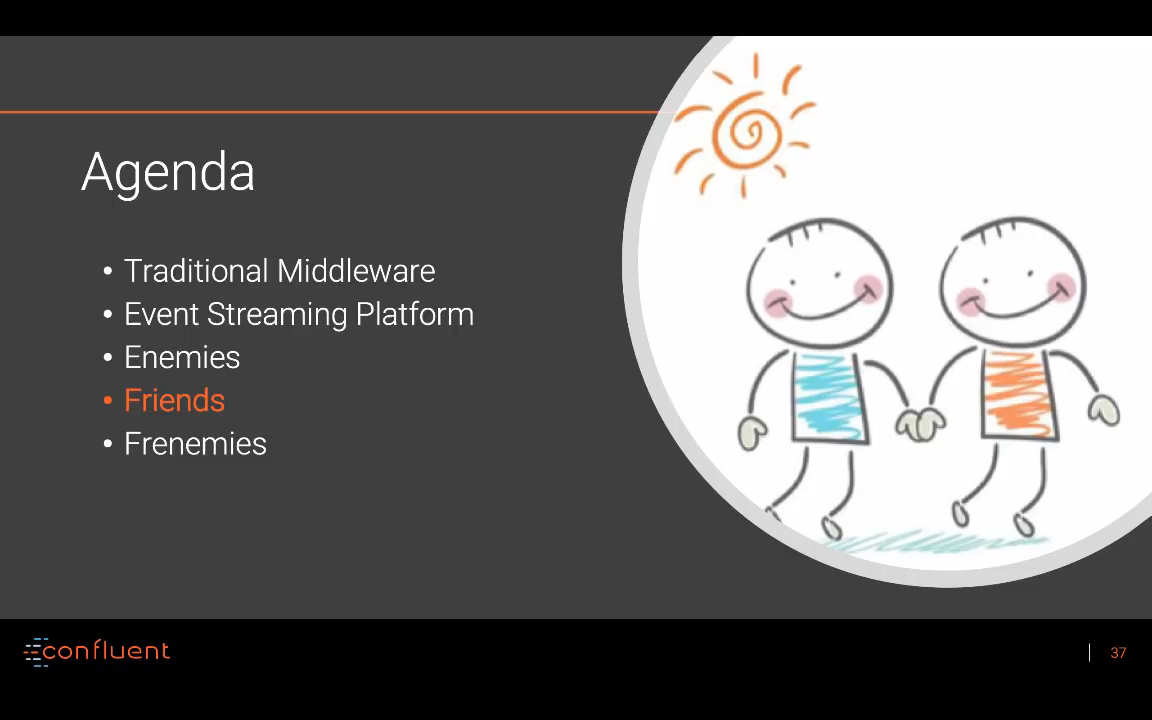 Agenda
• Traditional Middleware
• Event Streaming Platform
• Enemies
• Friends
• Frenemies
confluent
37